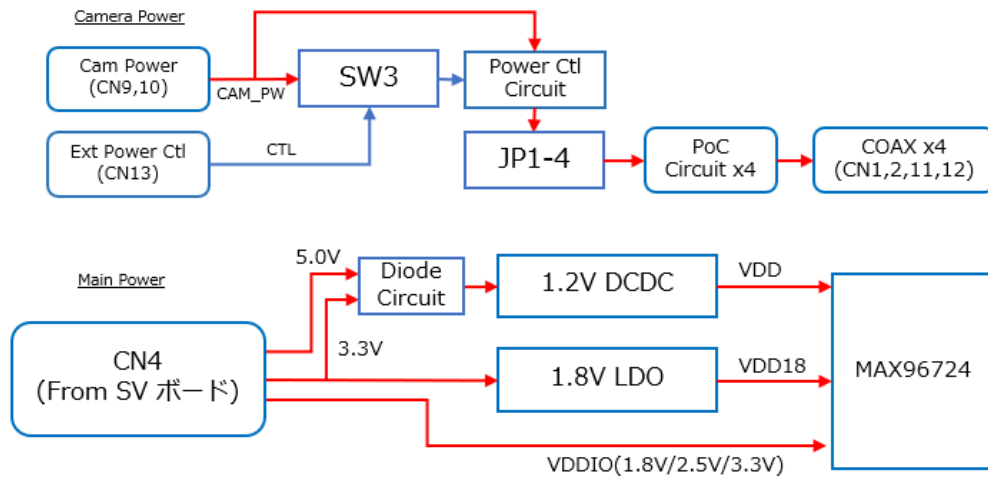 Camera Power
Cam Power
(CN9,10)
CAM_PW
SW3
Power Ctl
Circuit
Ext Power Ctl
(CN13)
CTL
JP1-4
PoC
Circuit x4
COAX x4
(CN1,2,11,12)
Main Power
5.0V
Diode
Circuit
1.2V DCDC
VDD
3.3V
CN4
(From SV ボード)
1.8V LDO
VDD18
MAX96724
VDDIO(1.8V/2.5V/3.3V)